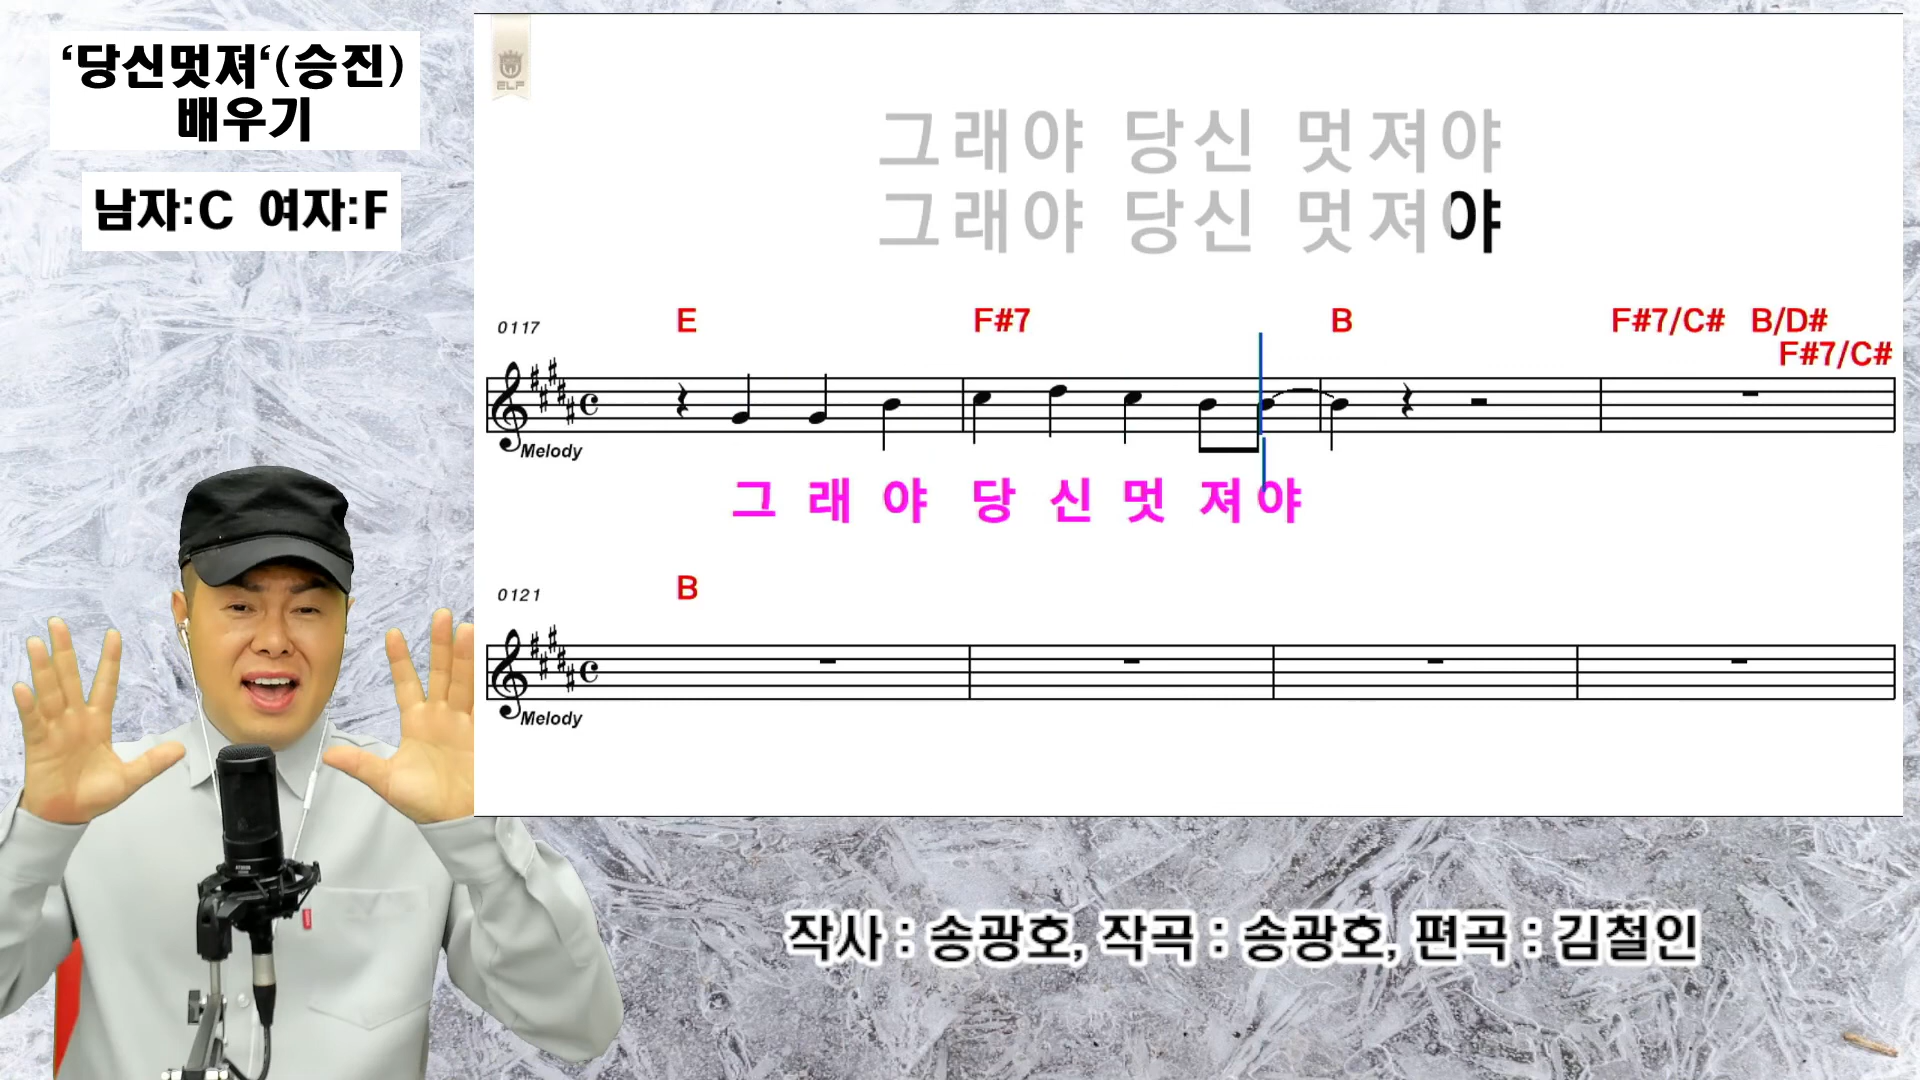 ‘당신멋져‘(승진)
배우기
남자:C 여자:F
ELF
그래야 당신 멋져야
그래야 당신 멋져야
0117 E F#7 B F#7/C# B/D#
F#7/C#
Melody
그 래 야 당 신 멋 져 야
0121 B
Melody
작사 : 송광호, 작곡 : 송광호, 편곡 : 김철인